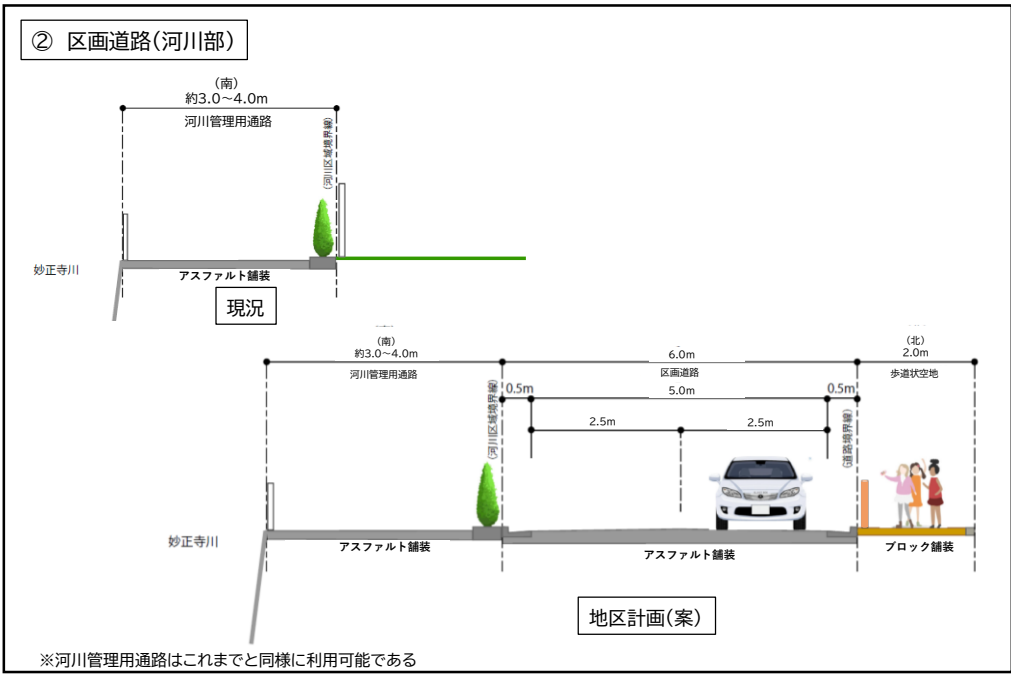 ② 区画道路(河川部)
(南)
約3.0～4.0m
河川管理用通路
(河川区域境界線)
妙正寺川
アスファルト舗装
現況
(南)
約3.0～4.0m
河川管理用通路
(河川区域境界線)
6.0m
区画道路
0.5m
5.0m
0.5m
2.5m
2.5m
(道路境界線)
(北)
2.0m
歩道状空地
妙正寺川
アスファルト舗装
アスファルト舗装
ブロック舗装
地区計画(案)
※河川管理用通路はこれまでと同様に利用可能である